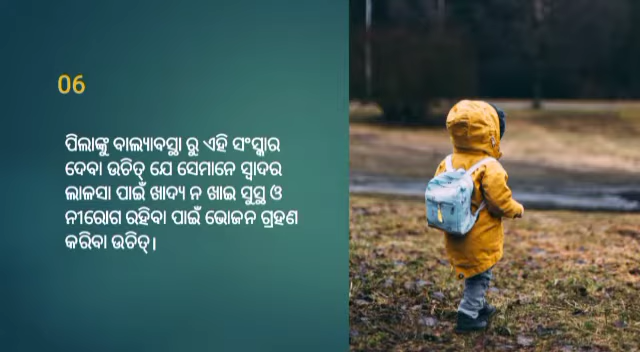 06
ପିଲାଙ୍କୁ ବାଲ୍ୟାବସ୍ଥା ରୁ ଏହି ସଂସ୍କାର
ଦେବା ଉଚିତ୍ ଯେ ସେମାନେ ସ୍ୱାଦର
ଲାଳସା ପାଇଁ ଖାଦ୍ୟ ନ ଖାଇ ସୁସ୍ଥ ଓ
ନୀରୋଗ ରହିବା ପାଇଁ ଭୋଜନ ଗ୍ରହଣ
କରିବା ଉଚିତ୍।